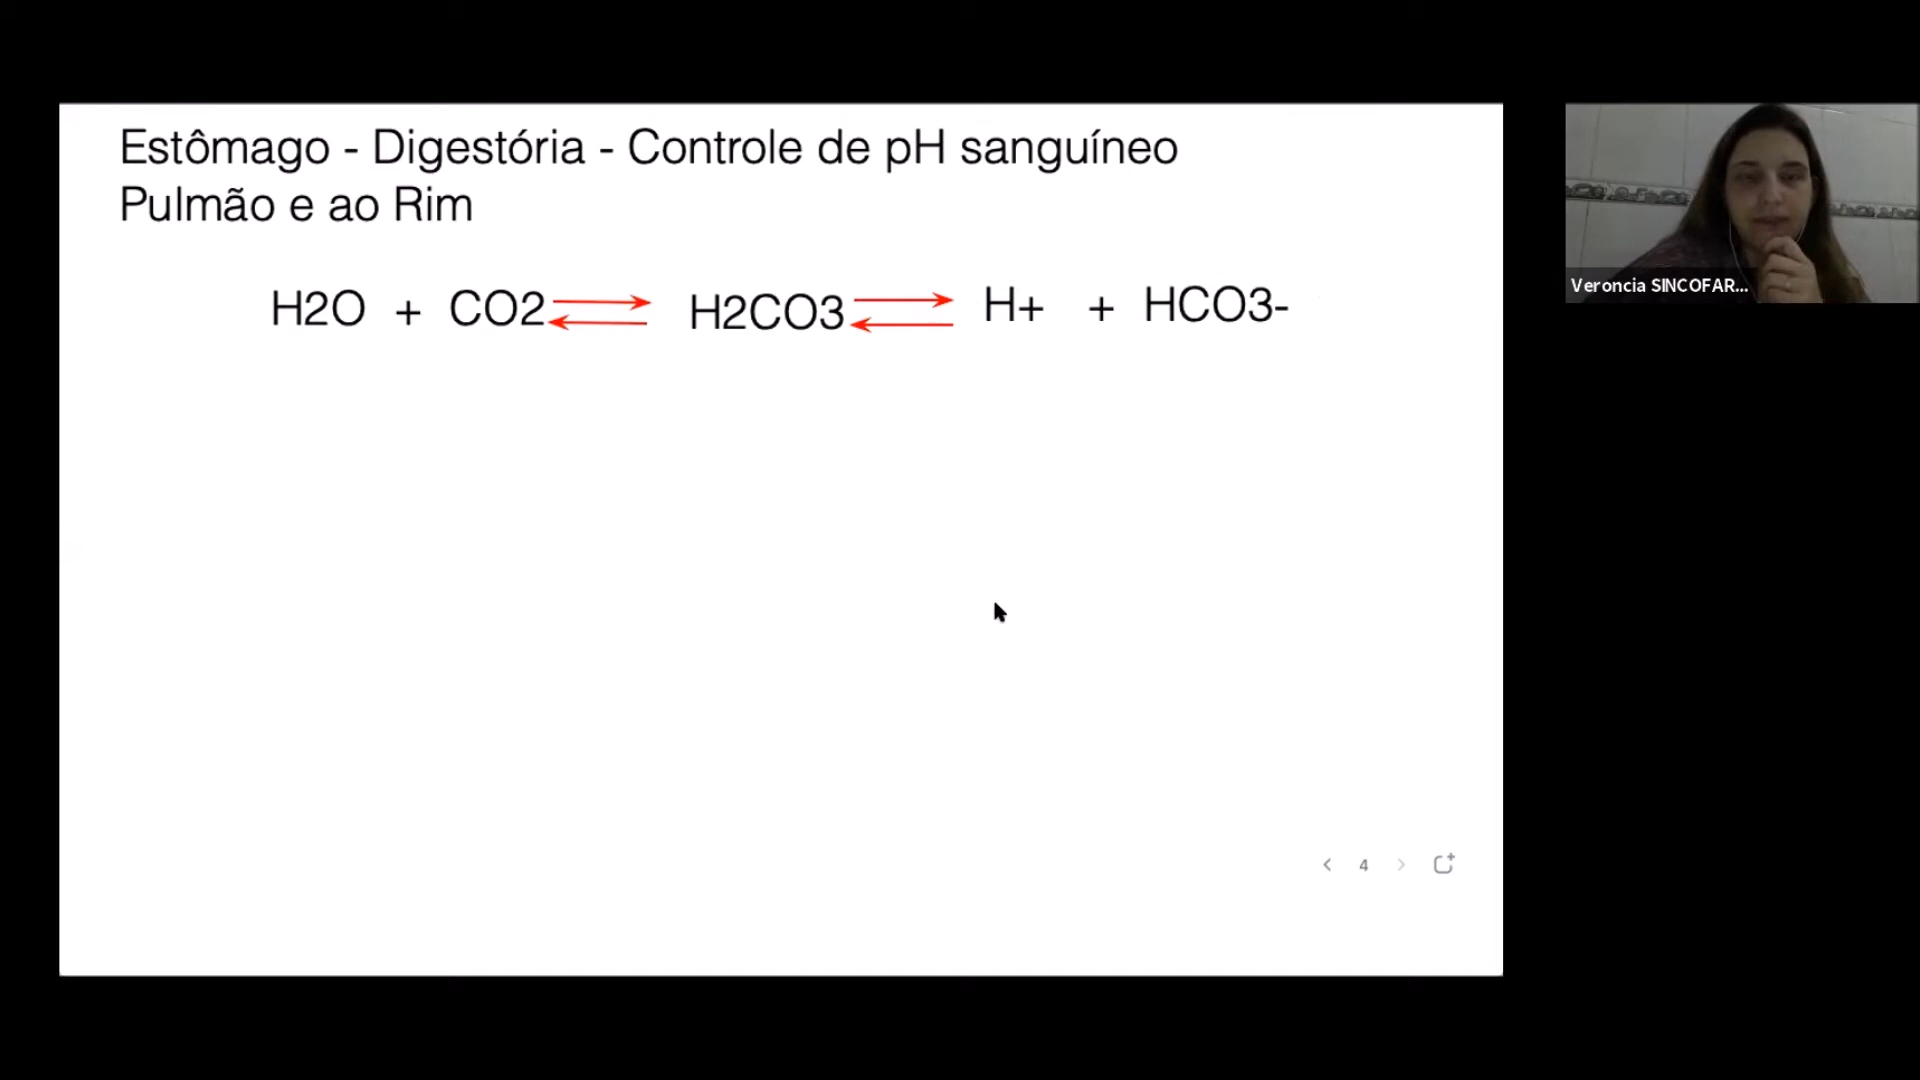 Estômago - Digestória - Controle de pH sanguíneo
Pulmão e ao Rim
H2O + CO2 H2CO3 H+ + HCO3-
Veroncia SINCOFAR...
4